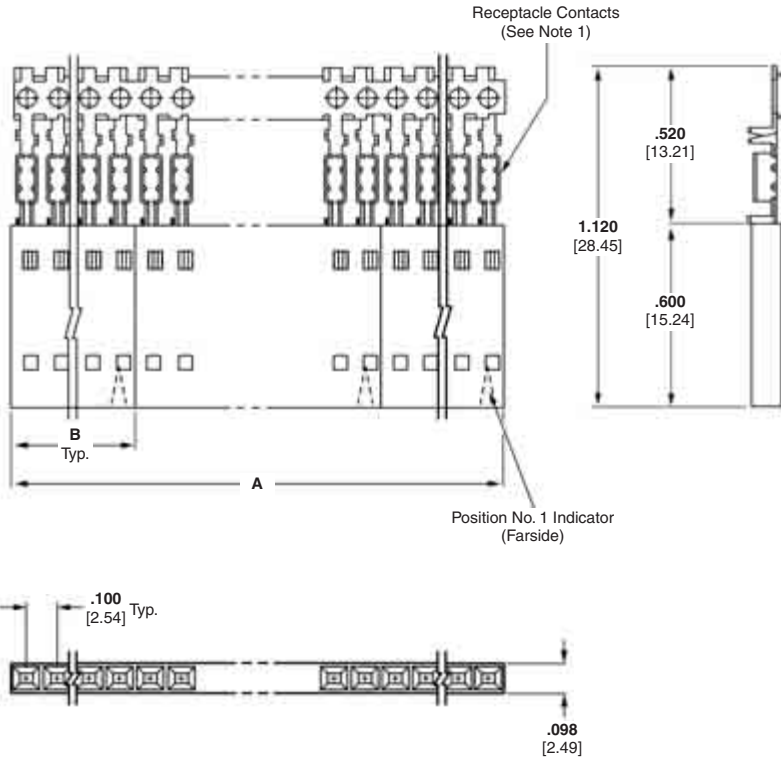 Receptacle Contacts
(See Note 1)
.520
[13.21]
1.120
[28.45]
.600
[15.24]
B
Typ.
A
Position No. 1 Indicator
(Farside)
.100
[2.54] Typ.
.098
[2.49]